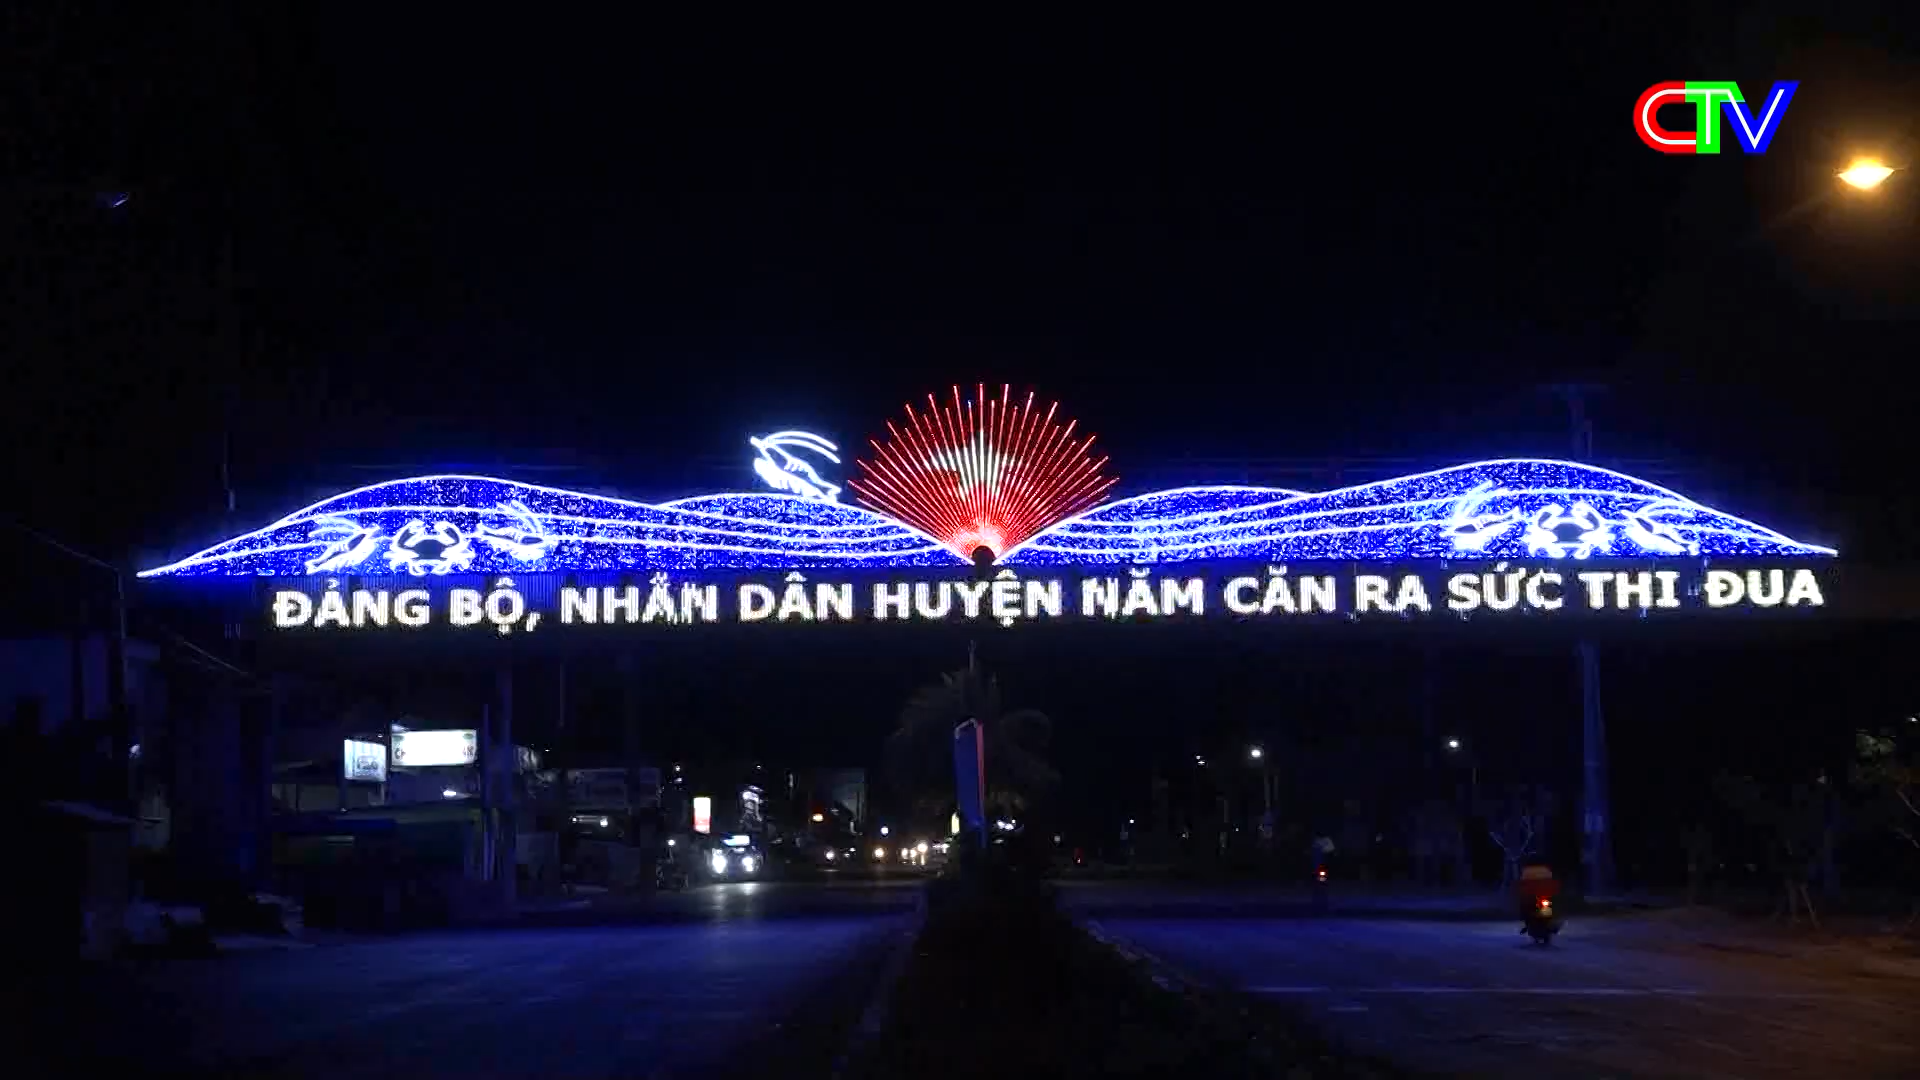 CTV
ĐẢNG BỘ, NHÂN DÂN HUYỆN NĂM CĂN RA SỨC THI ĐUA